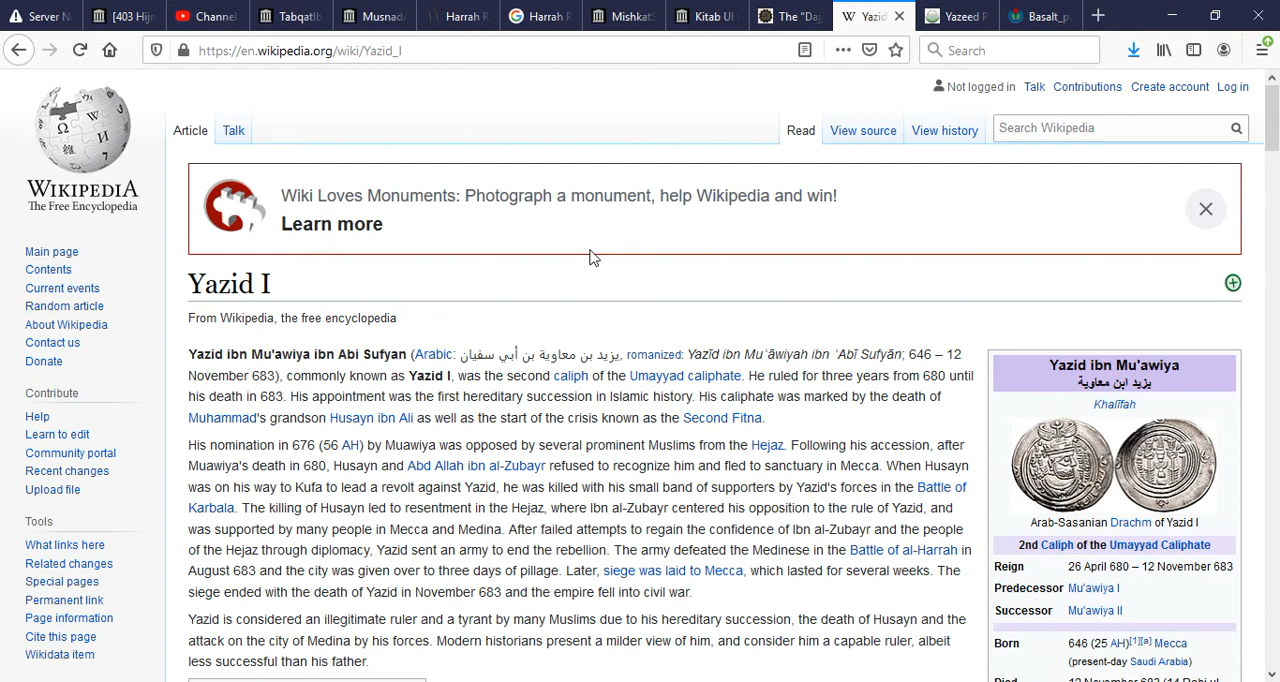 Server N
[403 Hijr
Channel
TabqatIb
Musnad
Harrah R
Harrah R
Mishkat
Kitab Ul
The "Daj
Yazid
Yazeed P
Basalt_p
https://en.wikipedia.org/wiki/Yazid_I
Search
Not logged in Talk Contributions Create account Log in
Article Talk
Read View source View history
Search Wikipedia
WIKIPEDIA
The Free Encyclopedia
Main page
Contents
Current events
Random article
About Wikipedia
Contact us
Donate
Contribute
Help
Learn to edit
Community portal
Recent changes
Upload file
Tools
What links here
Related changes
Special pages
Permanent link
Page information
Cite this page
Wikidata item
Wiki Loves Monuments: Photograph a monument, help Wikipedia and win!
Learn more
Yazid I
From Wikipedia, the free encyclopedia
Yazid ibn Mu'awiya ibn Abi Sufyan (Arabic: يزيد بن معاوية بن أبي سفيان, romanized: Yazīd ibn Muʿāwiyah ibn ʾAbī Sufyān; 646 – 12
November 683), commonly known as Yazid I, was the second caliph of the Umayyad caliphate. He ruled for three years from 680 until
his death in 683. His appointment was the first hereditary succession in Islamic history. His caliphate was marked by the death of
Muhammad's grandson Husayn ibn Ali as well as the start of the crisis known as the Second Fitna.
His nomination in 676 (56 AH) by Muawiya was opposed by several prominent Muslims from the Hejaz. Following his accession, after
Muawiya's death in 680, Husayn and Abd Allah ibn al-Zubayr refused to recognize him and fled to sanctuary in Mecca. When Husayn
was on his way to Kufa to lead a revolt against Yazid, he was killed with his small band of supporters by Yazid's forces in the Battle of
Karbala. The killing of Husayn led to resentment in the Hejaz, where Ibn al-Zubayr centered his opposition to the rule of Yazid, and
was supported by many people in Mecca and Medina. After failed attempts to regain the confidence of Ibn al-Zubayr and the people
of the Hejaz through diplomacy, Yazid sent an army to end the rebellion. The army defeated the Medinese in the Battle of al-Harrah in
August 683 and the city was given over to three days of pillage. Later, siege was laid to Mecca, which lasted for several weeks. The
siege ended with the death of Yazid in November 683 and the empire fell into civil war.
Yazid is considered an illegitimate ruler and a tyrant by many Muslims due to his hereditary succession, the death of Husayn and the
attack on the city of Medina by his forces. Modern historians present a milder view of him, and consider him a capable ruler, albeit
less successful than his father.
Yazid ibn Mu'awiya
يزيد ابن معاوية
Khalīfah
Arab-Sasanian Drachm of Yazid I
2nd Caliph of the Umayyad Caliphate
Reign 26 April 680 – 12 November 683
Predecessor Mu'awiya I
Successor Mu'awiya II
Born 646 (25 AH)[1][a] Mecca
(present-day Saudi Arabia)